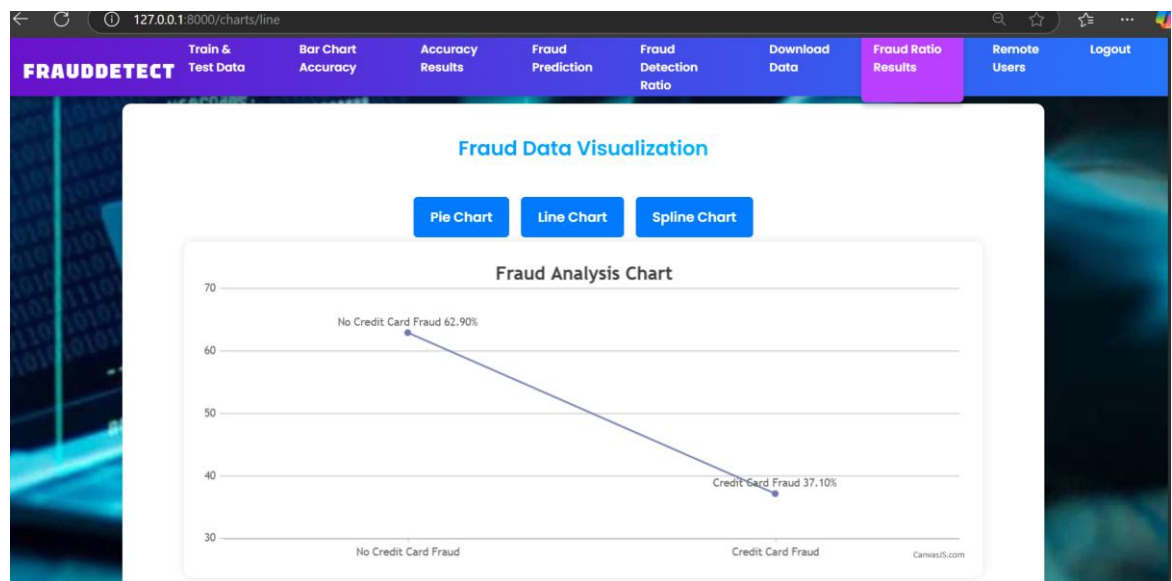 127.0.0.1:8000/charts/line
FRAUDDETECT
Train &
Test Data
Bar Chart
Accuracy
Accuracy
Results
Fraud
Prediction
Fraud
Detection
Ratio
Download
Data
Fraud Ratio
Results
Remote
Users
Logout
Fraud Data Visualization
Pie Chart
Line Chart
Spline Chart
Fraud Analysis Chart
70
60
50
40
30
No Credit Card Fraud 62.90%
Credit Card Fraud 37.10%
No Credit Card Fraud
Credit Card Fraud
CanvasJS.com